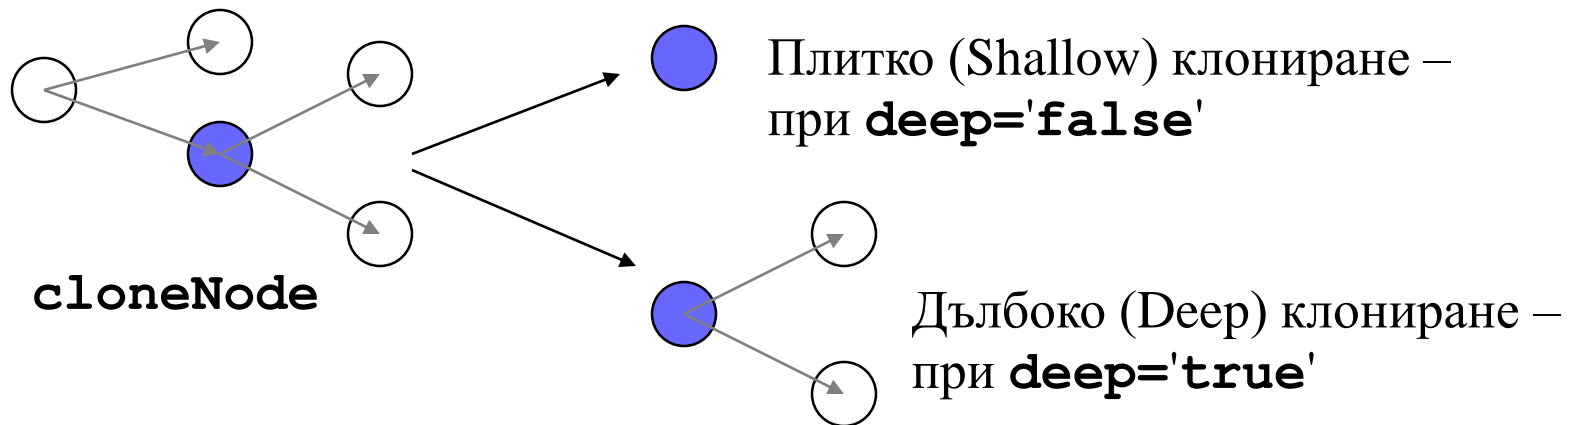 Плитко (Shallow) клониране –
при deep='false'
cloneNode
Дълбоко (Deep) клониране –
при deep='true'